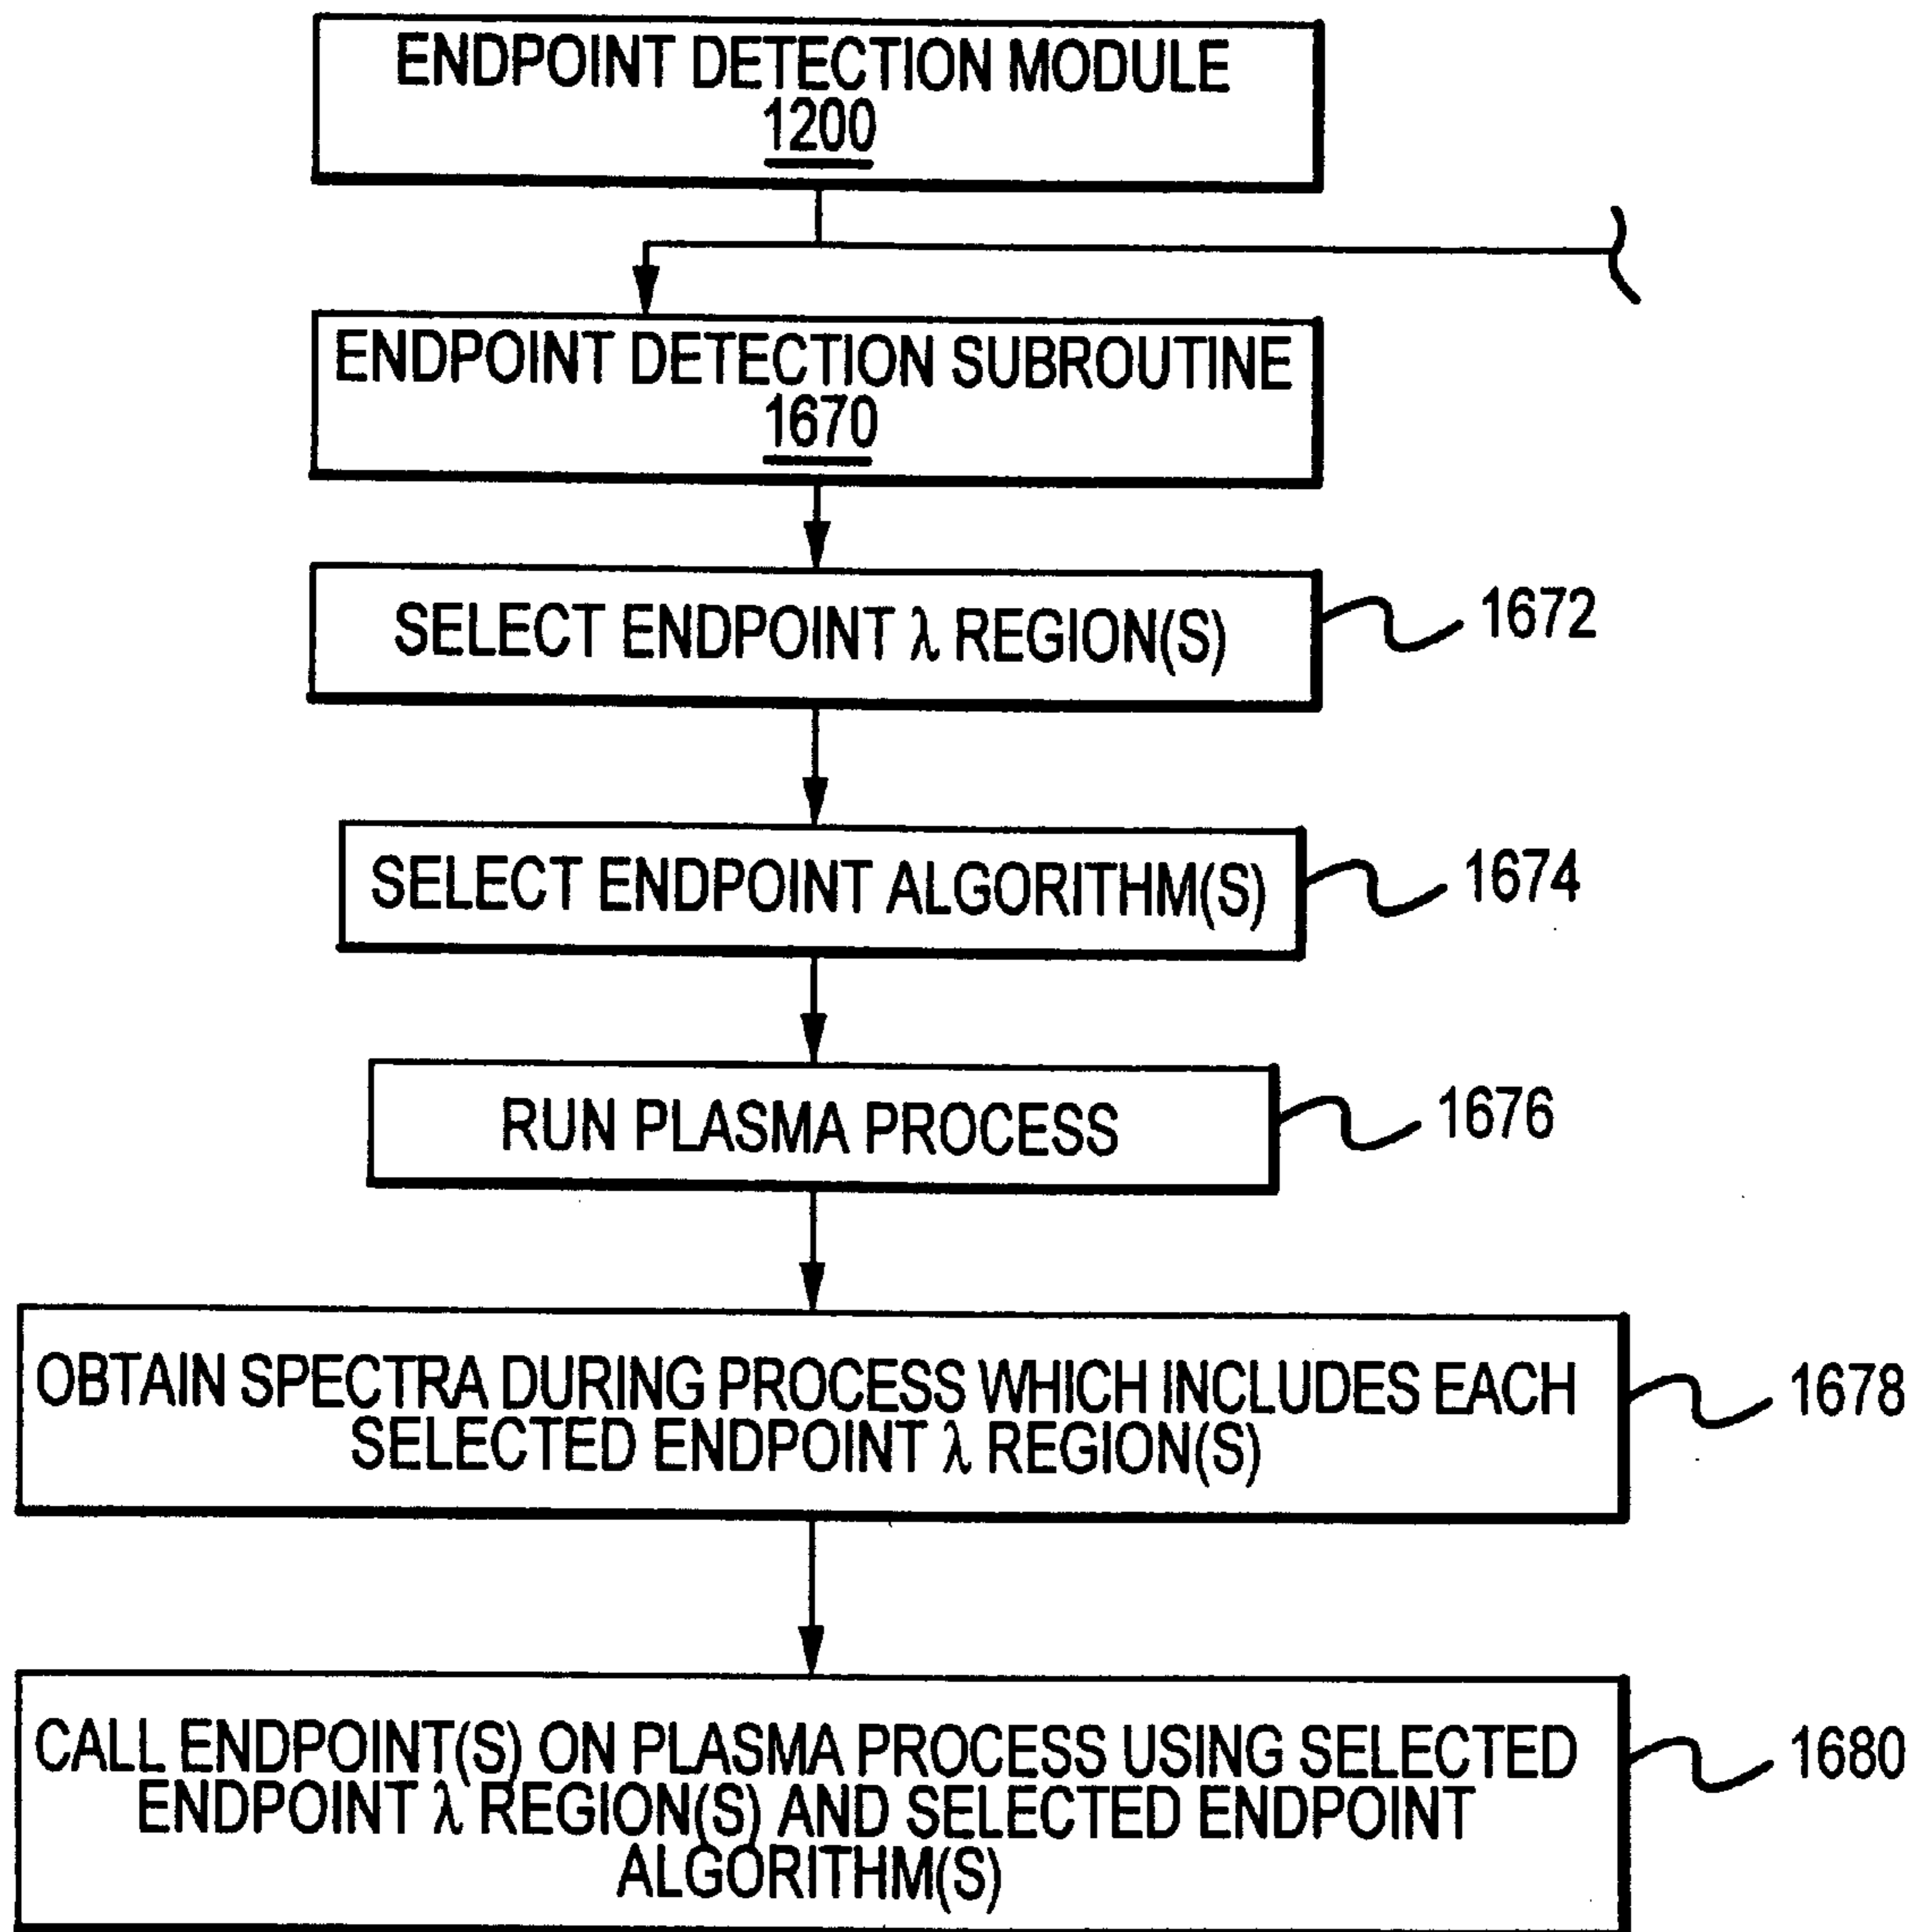 ENDPOINT DETECTION MODULE
1200
ENDPOINT DETECTION SUBROUTINE
1670
SELECT ENDPOINT λ REGION(S)
1672
SELECT ENDPOINT ALGORITHM(S)
1674
RUN PLASMA PROCESS
1676
OBTAIN SPECTRA DURING PROCESS WHICH INCLUDES EACH
SELECTED ENDPOINT λ REGION(S)
1678
CALL ENDPOINT(S) ON PLASMA PROCESS USING SELECTED
ENDPOINT λ REGION(S) AND SELECTED ENDPOINT
ALGORITHM(S)
1680